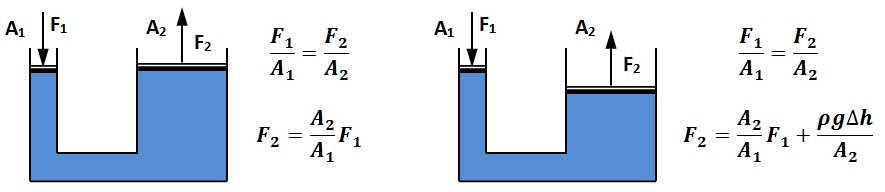 A₁ F₁ A₂ F₂
F₁/A₁ = F₂/A₂
F₂ = A₂/A₁ F₁
A₁ F₁ A₂ F₂
F₁/A₁ = F₂/A₂
F₂ = A₂/A₁ F₁ + ρgΔh/A₂